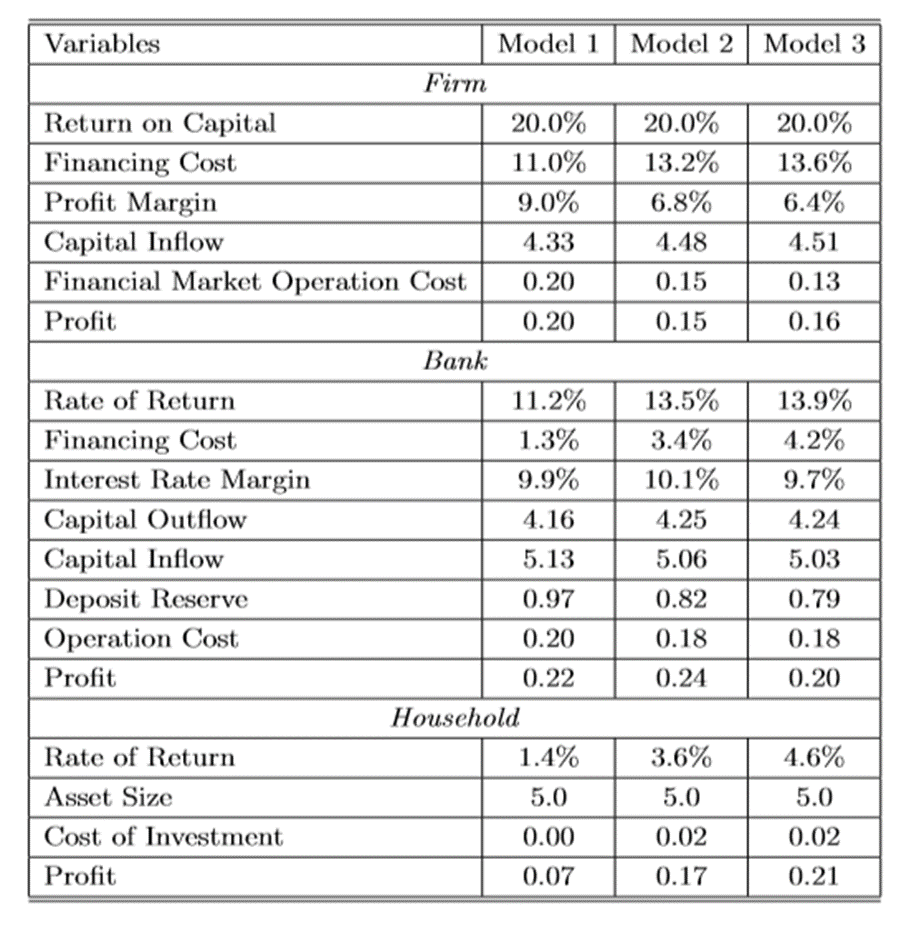 Variables Model 1 Model 2 Model 3
Firm
Return on Capital 20.0% 20.0% 20.0%
Financing Cost 11.0% 13.2% 13.6%
Profit Margin 9.0% 6.8% 6.4%
Capital Inflow 4.33 4.48 4.51
Financial Market Operation Cost 0.20 0.15 0.13
Profit 0.20 0.15 0.16
Bank
Rate of Return 11.2% 13.5% 13.9%
Financing Cost 1.3% 3.4% 4.2%
Interest Rate Margin 9.9% 10.1% 9.7%
Capital Outflow 4.16 4.25 4.24
Capital Inflow 5.13 5.06 5.03
Deposit Reserve 0.97 0.82 0.79
Operation Cost 0.20 0.18 0.18
Profit 0.22 0.24 0.20
Household
Rate of Return 1.4% 3.6% 4.6%
Asset Size 5.0 5.0 5.0
Cost of Investment 0.00 0.02 0.02
Profit 0.07 0.17 0.21